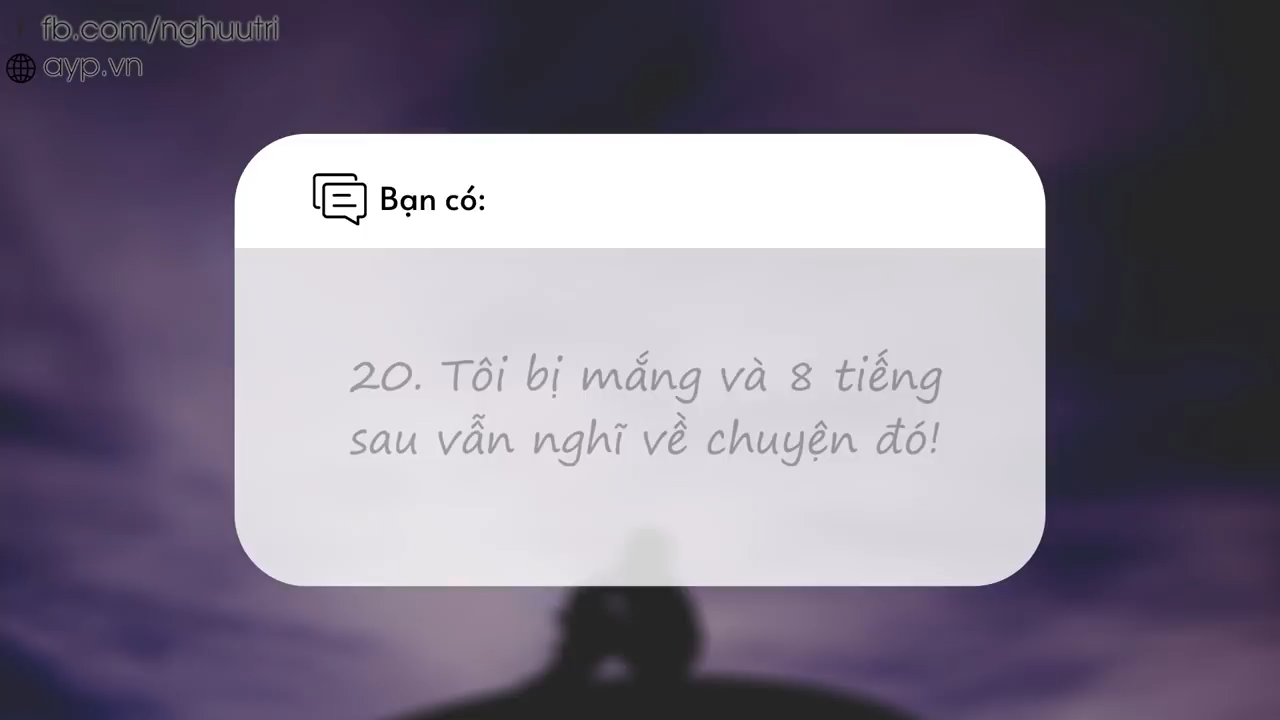 fb.com/nghuutri
ayp.vn
Bạn có:
20. Tôi bị mắng và 8 tiếng
sau vẫn nghĩ về chuyện đó!